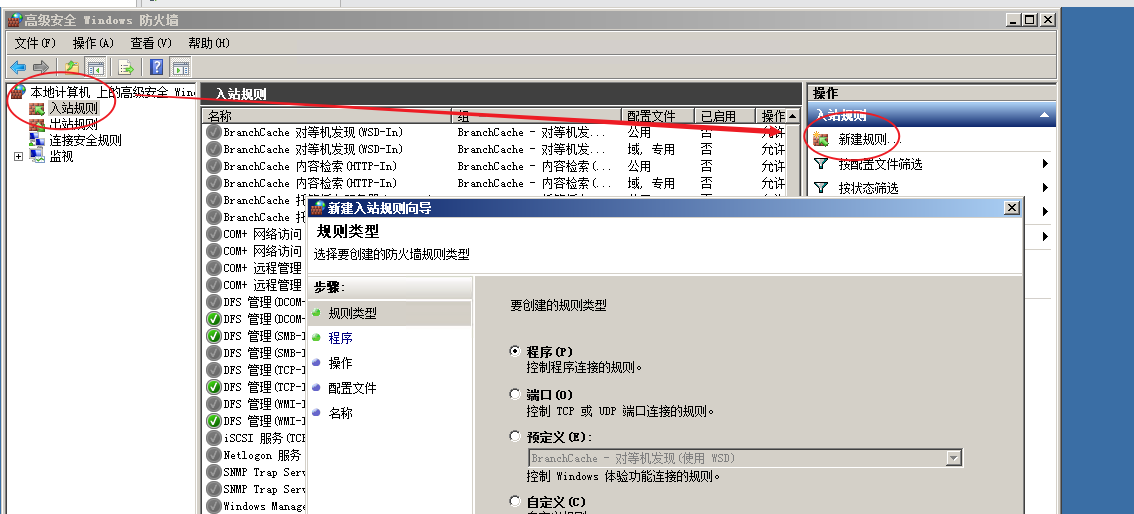 高级安全 Windows 防火墙
文件(F) 操作(A) 查看(V) 帮助(H)
本地计算机 上的高级安全 Win
入站规则
出站规则
连接安全规则
监视
入站规则
名称 组 配置文件 已启用 操作
BranchCache 对等机发现(WSD-In) BranchCache - 对等机发... 公用 否 允许
BranchCache 对等机发现(WSD-In) BranchCache - 对等机发... 域, 专用 否 允许
BranchCache 内容检索(HTTP-In) BranchCache - 内容检索(... 公用 否 允许
BranchCache 内容检索(HTTP-In) BranchCache - 内容检索(... 域, 专用 否 允许
BranchCache 托
BranchCache 托
COM+ 网络访问
COM+ 网络访问
COM+ 远程管理
COM+ 远程管理
DFS 管理(DCOM-
DFS 管理(DCOM-
DFS 管理(SMB-I
DFS 管理(SMB-I
DFS 管理(TCP-I
DFS 管理(TCP-I
DFS 管理(WMI-I
DFS 管理(WMI-I
iSCSI 服务(TCP
Netlogon 服务
SNMP Trap Serv
SNMP Trap Serv
Windows Manage
操作
入站规则
新建规则...
按配置文件筛选
按状态筛选
新建入站规则向导
规则类型
选择要创建的防火墙规则类型
步骤:
规则类型
程序
操作
配置文件
名称
要创建的规则类型
程序(P)
控制程序连接的规则。
端口(O)
控制 TCP 或 UDP 端口连接的规则。
预定义(E):
BranchCache - 对等机发现(使用 WSD)
控制 Windows 体验功能连接的规则。
自定义(C)